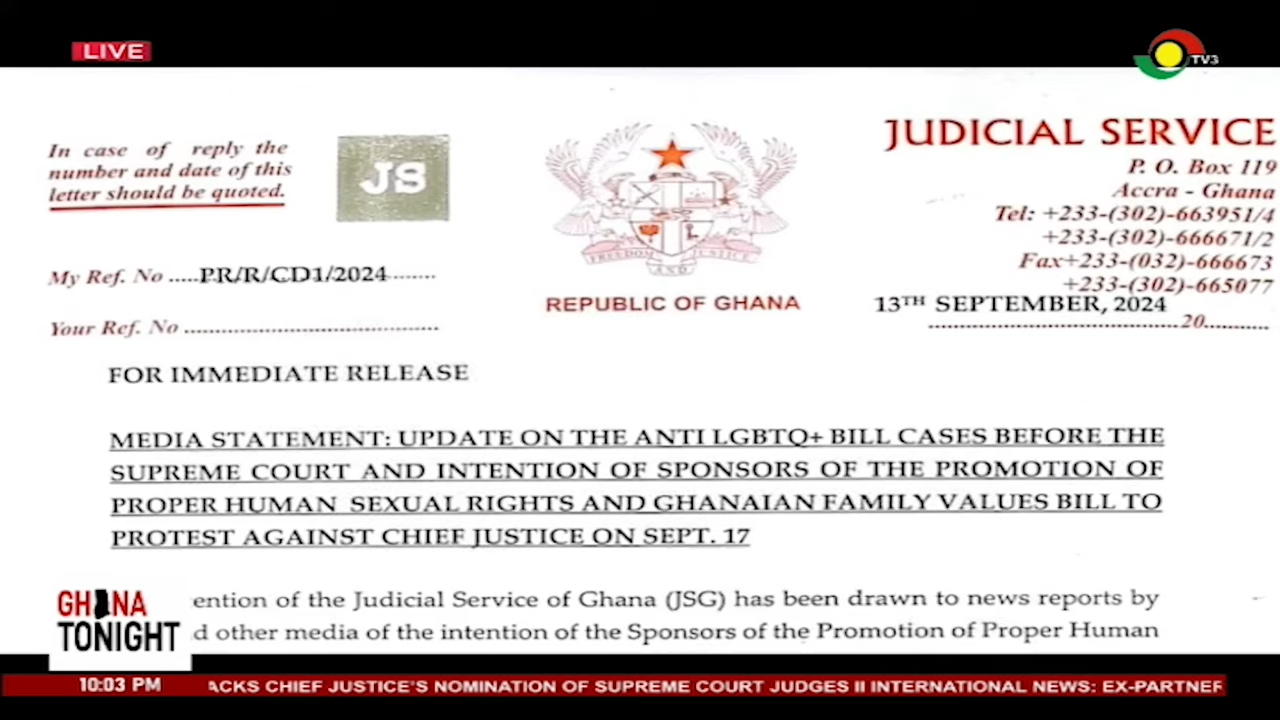 LIVE
TV3
In case of reply the
number and date of this
letter should be quoted.
JS
JUDICIAL SERVICE
P. O. Box 119
Accra - Ghana
Tel: +233-(302)-663951/4
+233-(302)-666671/2
Fax+233-(032)-666673
+233-(302)-665077
My Ref. No .....PR/R/CD1/2024........
FREEDOM AND JUSTICE
REPUBLIC OF GHANA
13TH SEPTEMBER, 2024
20
Your Ref. No
FOR IMMEDIATE RELEASE
MEDIA STATEMENT: UPDATE ON THE ANTI LGBTQ+ BILL CASES BEFORE THE
SUPREME COURT AND INTENTION OF SPONSORS OF THE PROMOTION OF
PROPER HUMAN SEXUAL RIGHTS AND GHANAIAN FAMILY VALUES BILL TO
PROTEST AGAINST CHIEF JUSTICE ON SEPT. 17
ention of the Judicial Service of Ghana (JSG) has been drawn to news reports by
d other media of the intention of the Sponsors of the Promotion of Proper Human
GHANA
TONIGHT
10:03 PM
ACKS CHIEF JUSTICE'S NOMINATION OF SUPREME COURT JUDGES II INTERNATIONAL NEWS: EX-PARTNER